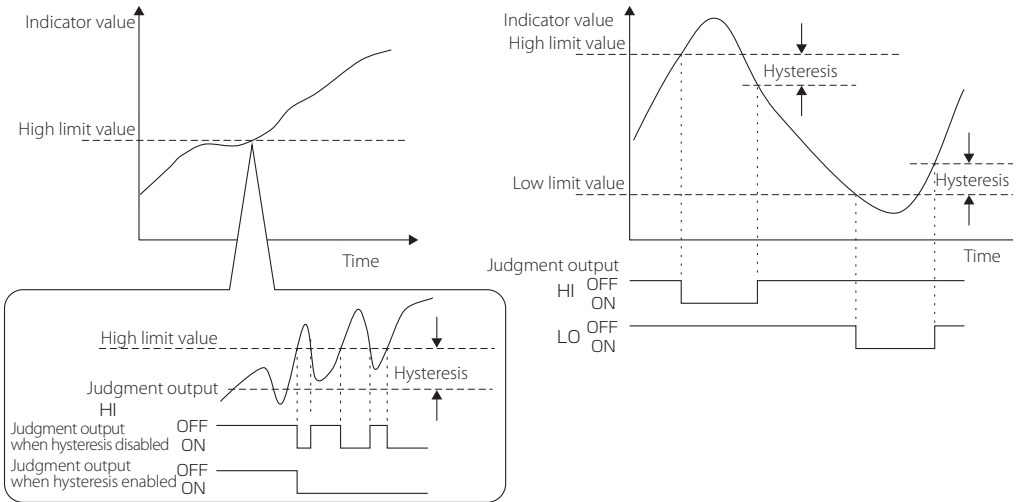 Indicator value
High limit value
Time
High limit value
Hysteresis
Judgment output
HI
Judgment output
when hysteresis disabled
OFF
ON
Judgment output
when hysteresis enabled
OFF
ON
Indicator value
High limit value
Hysteresis
Low limit value
Hysteresis
Time
Judgment output
HI OFF
ON
LO OFF
ON